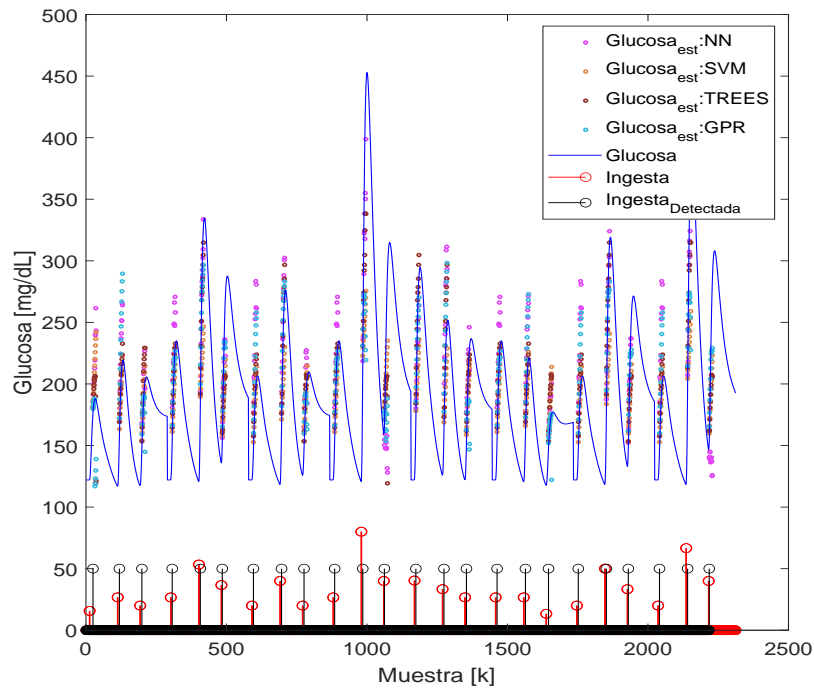 500
450
400
350
300
250
200
150
100
50
0
Glucosa [mg/dL]
Glucosa_est:NN
Glucosa_est:SVM
Glucosa_est:TREES
Glucosa_est:GPR
Glucosa
Ingesta
Ingesta_Detectada
0 500 1000 1500 2000 2500
Muestra [k]